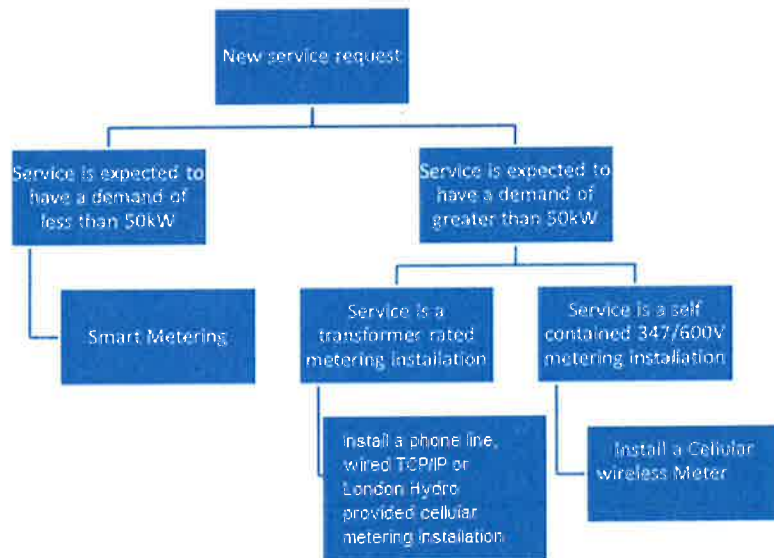 New service request
Service is expected to
have a demand of
less than 50kW
Service is expected to
have a demand of
greater than 50kW
Smart Metering
Service is a
transformer rated
metering installation
Service is a self
contained 347/600V
metering installation
Install a phone line,
wired TCP/IP or
London Hydro
provided cellular
metering installation
Install a Cellular
wireless Meter